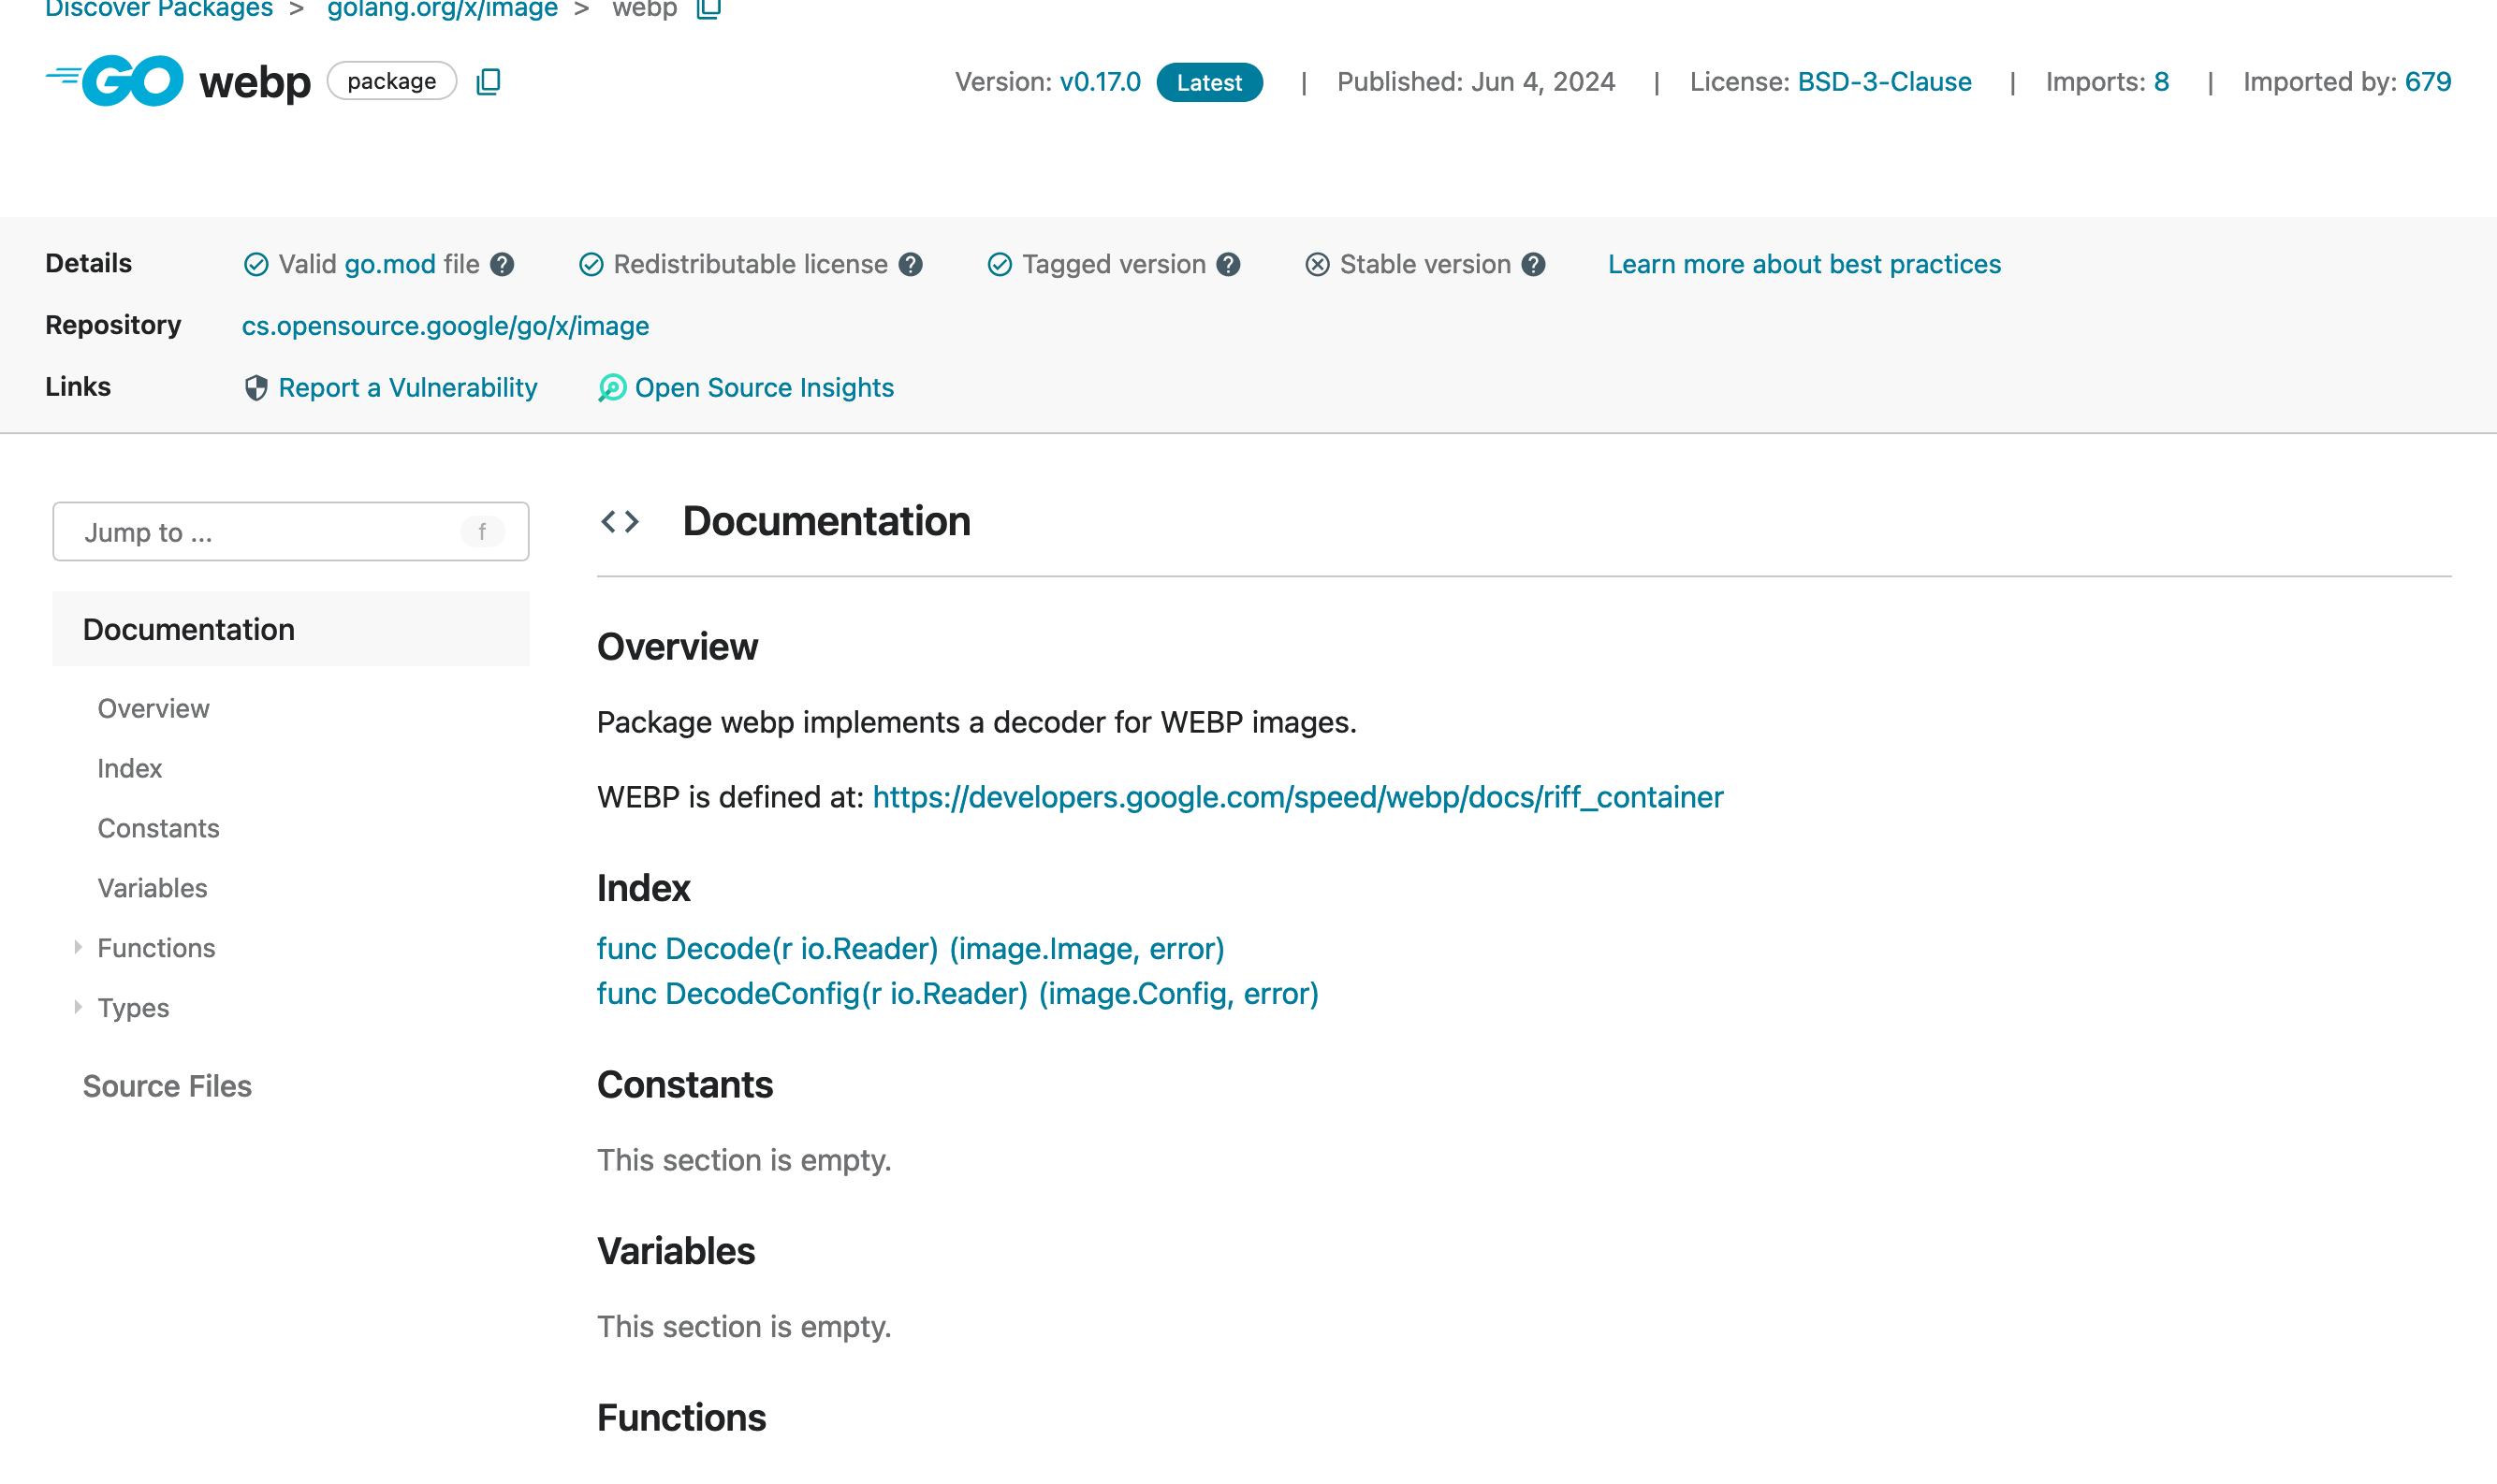 Discover Packages > golang.org/x/image > webp
GO webp package Version: v0.17.0 Latest | Published: Jun 4, 2024 | License: BSD-3-Clause | Imports: 8 | Imported by: 679
Details Valid go.mod file ? Redistributable license ? Tagged version ? Stable version ? Learn more about best practices
Repository cs.opensource.google/go/x/image
Links Report a Vulnerability Open Source Insights
Jump to ... f
Documentation
Overview
Index
Constants
Variables
Functions
Types
Source Files
<> Documentation
Overview
Package webp implements a decoder for WEBP images.
WEBP is defined at: https://developers.google.com/speed/webp/docs/riff_container
Index
func Decode(r io.Reader) (image.Image, error)
func DecodeConfig(r io.Reader) (image.Config, error)
Constants
This section is empty.
Variables
This section is empty.
Functions